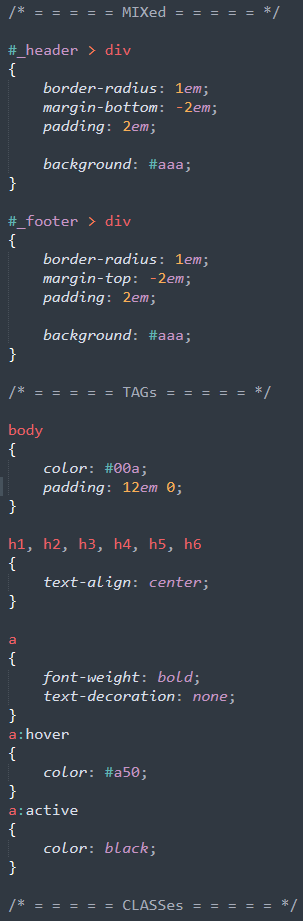 /* = = = = = MIXed = = = = = */
#_header > div
{
border-radius: 1em;
margin-bottom: -2em;
padding: 2em;
background: #aaa;
}
#_footer > div
{
border-radius: 1em;
margin-top: -2em;
padding: 2em;
background: #aaa;
}
/* = = = = = TAGs = = = = = */
body
{
color: #00a;
padding: 12em 0;
}
h1, h2, h3, h4, h5, h6
{
text-align: center;
}
a
{
font-weight: bold;
text-decoration: none;
}
a:hover
{
color: #a50;
}
a:active
{
color: black;
}
/* = = = = = CLASSes = = = = = */